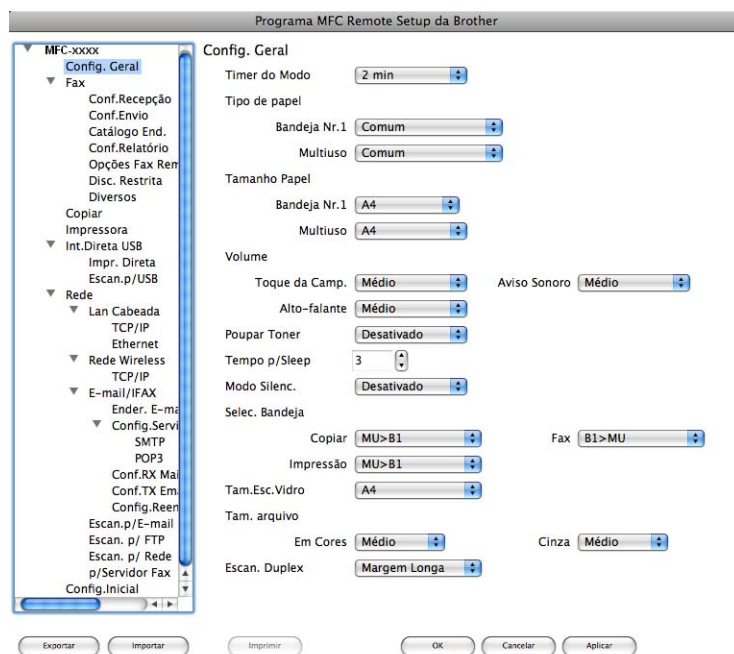 Programa MFC Remote Setup da Brother
MFC-xxxx
Config. Geral
Fax
Conf.Recepção
Conf.Envio
Catálogo End.
Conf.Relatório
Opções Fax Rem
Disc. Restrita
Diversos
Copiar
Impressora
Int.Direta USB
Impr. Direta
Escan.p/USB
Rede
Lan Cabeada
TCP/IP
Ethernet
Rede Wireless
TCP/IP
E-mail/IFAX
Ender. E-ma
Config.Servi
SMTP
POP3
Conf.RX Mai
Conf.TX Em
Config.Reen
Escan.p/E-mail
Escan. p/ FTP
Escan. p/ Rede
p/Servidor Fax
Config.Inicial
Config. Geral
Timer do Modo 2 min
Tipo de papel
Bandeja Nr.1 Comum
Multiuso Comum
Tamanho Papel
Bandeja Nr.1 A4
Multiuso A4
Volume
Toque da Camp. Médio Aviso Sonoro Médio
Alto-falante Médio
Poupar Toner Desativado
Tempo p/Sleep 3
Modo Silenc. Desativado
Selec. Bandeja
Copiar MU>B1 Fax B1>MU
Impressão MU>B1
Tam.Esc.Vidro A4
Tam. arquivo
Em Cores Médio Cinza Médio
Escan. Duplex Margem Longa
Exportar Importar Imprimir OK Cancelar Aplicar